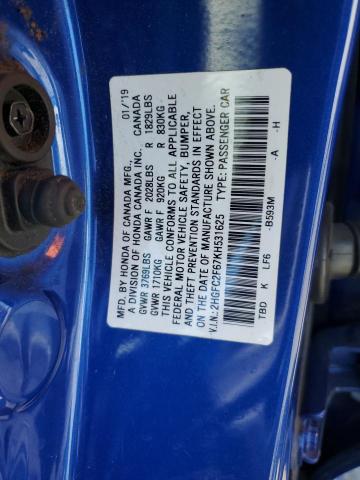 MFD. BY HONDA OF CANADA MFG. 01/'19
A DIVISION OF HONDA CANADA INC. CANADA
GVWR 3769LBS GAWR F 2028LBS R 1829LBS
GVWR 1710KG GAWR F 920KG R 830KG
THIS VEHICLE CONFORMS TO ALL APPLICABLE
FEDERAL MOTOR VEHICLE SAFETY, BUMPER,
AND THEFT PREVENTION STANDARDS IN EFFECT
ON THE DATE OF MANUFACTURE SHOWN ABOVE.
V.I.N.: 2HGFC2F67KH531625 TYPE: PASSENGER CAR
TBD K LF6 -B593M .A -H